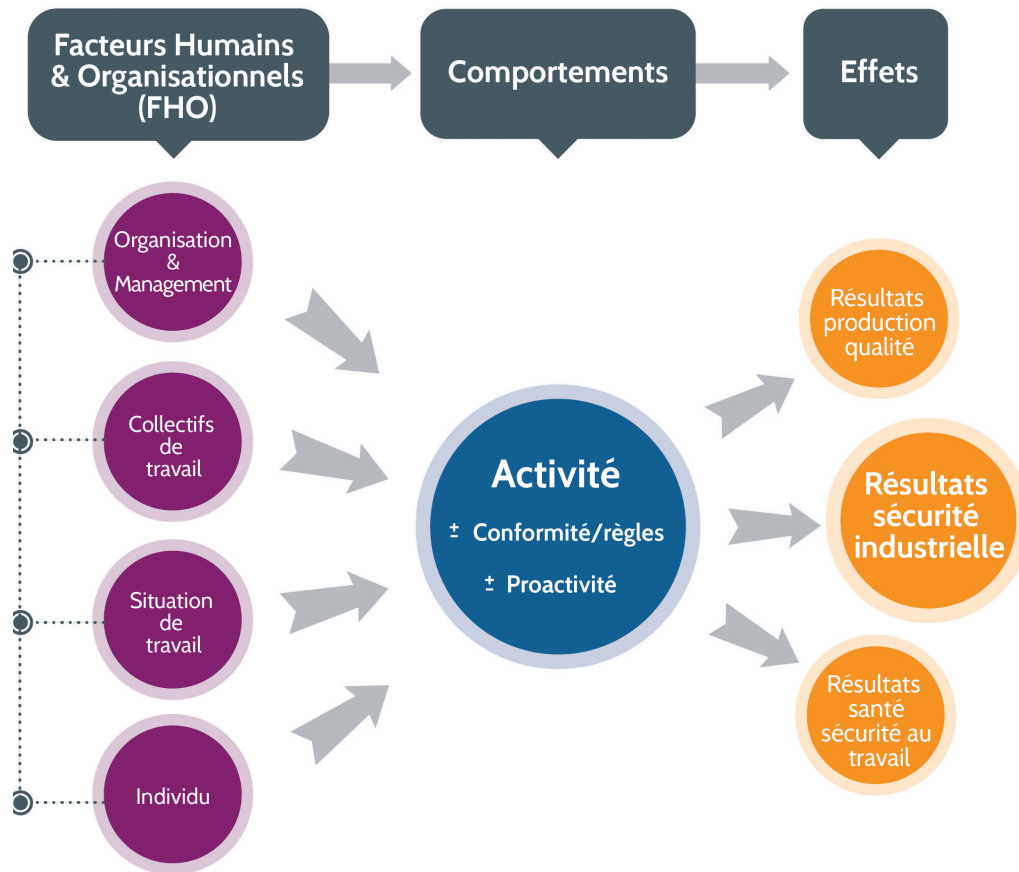 Facteurs Humains
& Organisationnels
(FHO)
Comportements
Effets
Organisation
&
Management
Collectifs
de
travail
Situation
de
travail
Individu
Activité
± Conformité/règles
± Proactivité
Résultats
production
qualité
Résultats
sécurité
industrielle
Résultats
santé
sécurité au
travail